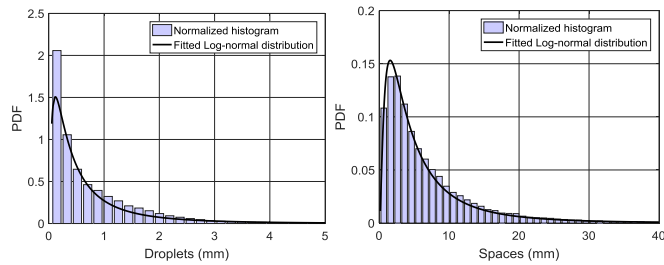 2.5
2
1.5
1
0.5
0
PDF
Normalized histogram
Fitted Log-normal distribution
0 1 2 3 4 5
Droplets (mm)
0.2
0.15
0.1
0.05
0
PDF
Normalized histogram
Fitted Log-normal distribution
0 10 20 30 40
Spaces (mm)